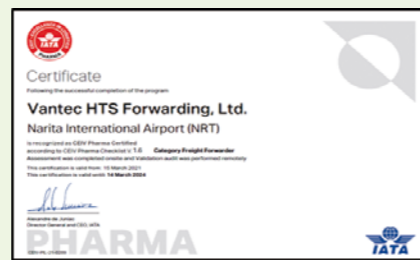 IATA
PHARMA
Certificate
Following the successful completion of the program
Vantec HTS Forwarding, Ltd.
Narita International Airport (NRT)
is recognized as CEIV Pharma Certified
according to CEIV Pharma Checklist V 1.6 Category Freight Forwarder
Assessment was completed onsite and Validation audit was performed remotely
This certification is valid from: 15 March 2021
This certification is valid until: 14 March 2024
Alexandre de Juniac
Director General and CEO, IATA
PHARMA
IATA